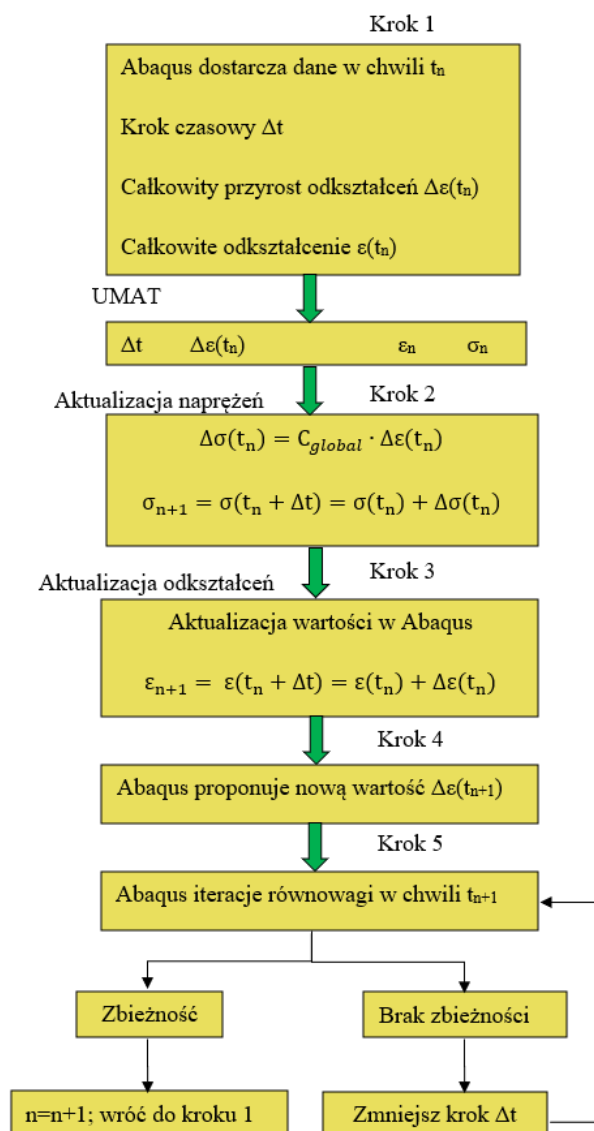 Krok 1
Abaqus dostarcza dane w chwili tₙ
Krok czasowy Δt
Całkowity przyrost odkształceń Δε(tₙ)
Całkowite odkształcenie ε(tₙ)
UMAT
Δt Δε(tₙ) εₙ σₙ
Krok 2
Aktualizacja naprężeń
Δσ(tₙ) = C_global · Δε(tₙ)
σₙ₊₁ = σ(tₙ + Δt) = σ(tₙ) + Δσ(tₙ)
Krok 3
Aktualizacja odkształceń
Aktualizacja wartości w Abaqus
εₙ₊₁ = ε(tₙ + Δt) = ε(tₙ) + Δε(tₙ)
Krok 4
Abaqus proponuje nową wartość Δε(tₙ₊₁)
Krok 5
Abaqus iteracje równowagi w chwili tₙ₊₁
Zbieżność
Brak zbieżności
n=n+1; wróć do kroku 1
Zmniejsz krok Δt